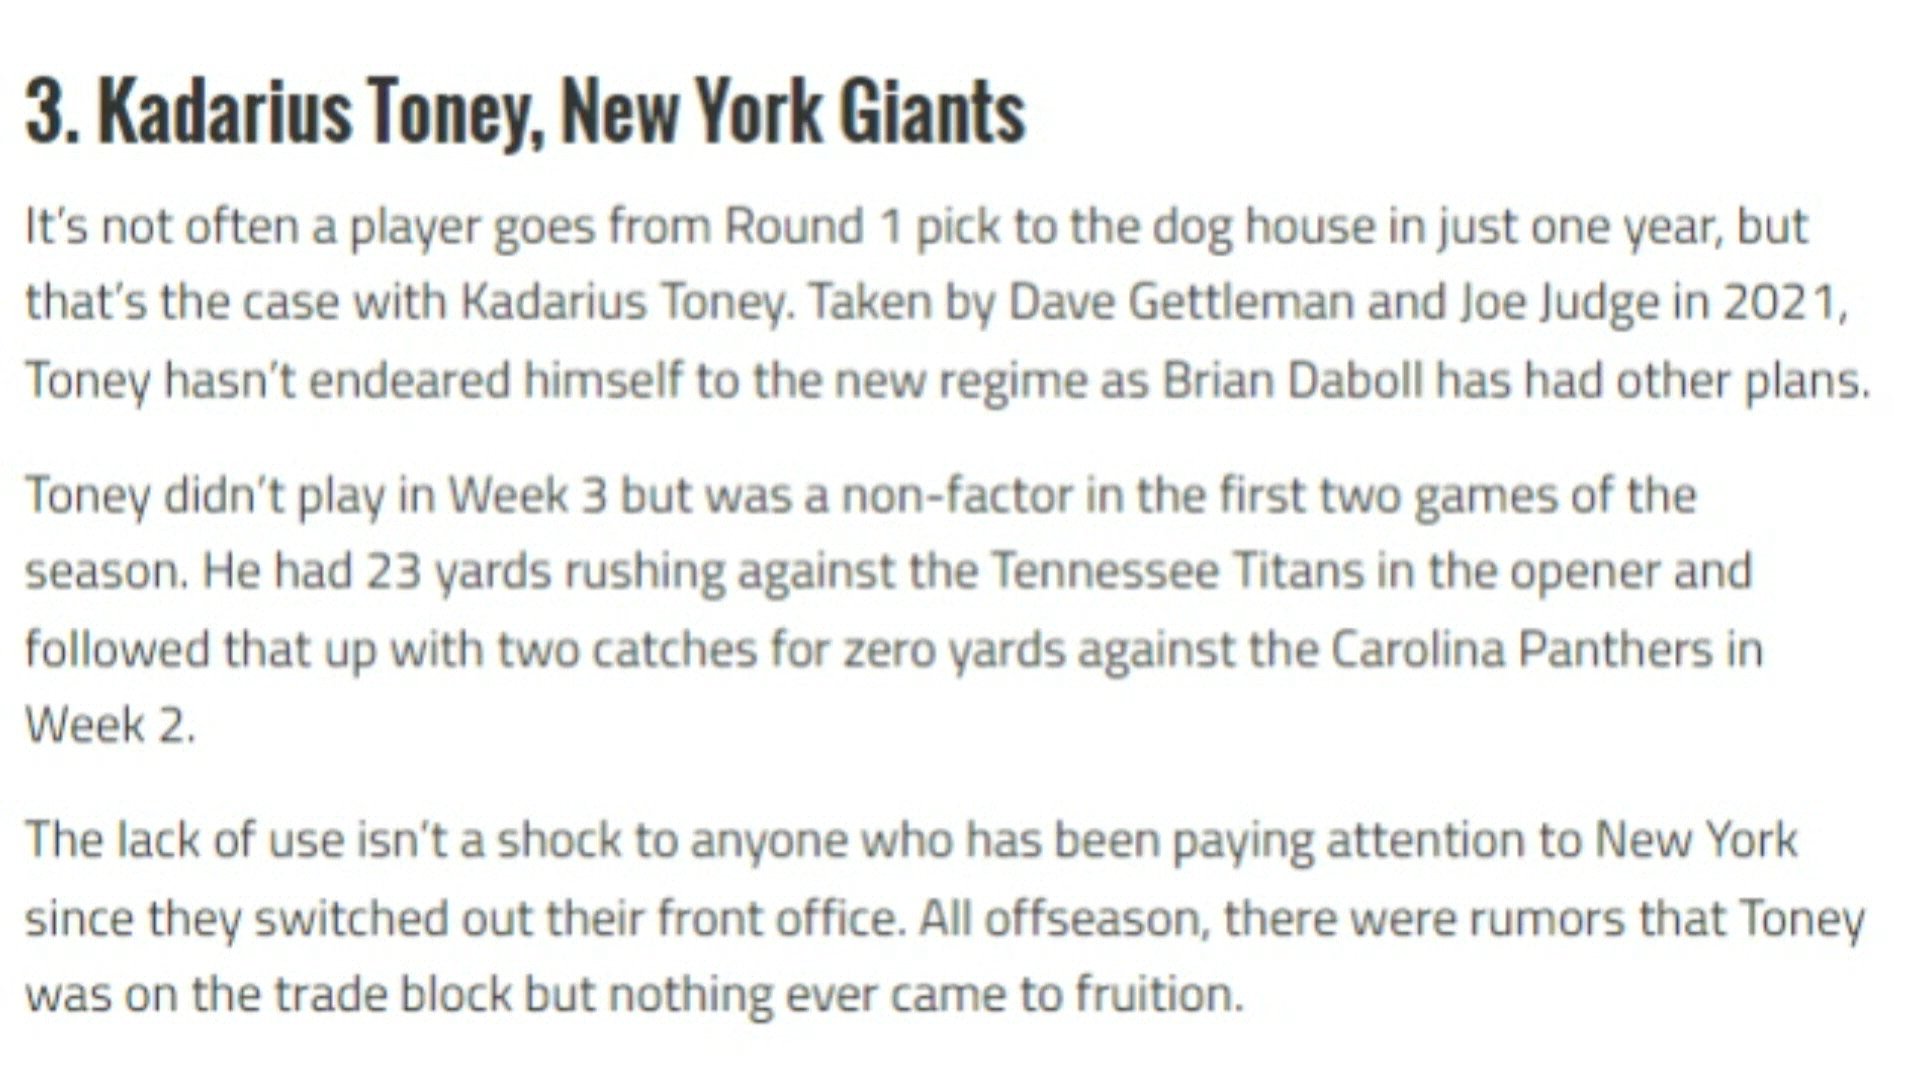 3. Kadarius Toney, New York Giants
It's not often a player goes from Round 1 pick to the dog house in just one year, but
that's the case with Kadarius Toney. Taken by Dave Gettleman and Joe Judge in 2021,
Toney hasn't endeared himself to the new regime as Brian Daboll has had other plans.
Toney didn't play in Week 3 but was a non-factor in the first two games of the
season. He had 23 yards rushing against the Tennessee Titans in the opener and
followed that up with two catches for zero yards against the Carolina Panthers in
Week 2.
The lack of use isn't a shock to anyone who has been paying attention to New York
since they switched out their front office. All offseason, there were rumors that Toney
was on the trade block but nothing ever came to fruition.